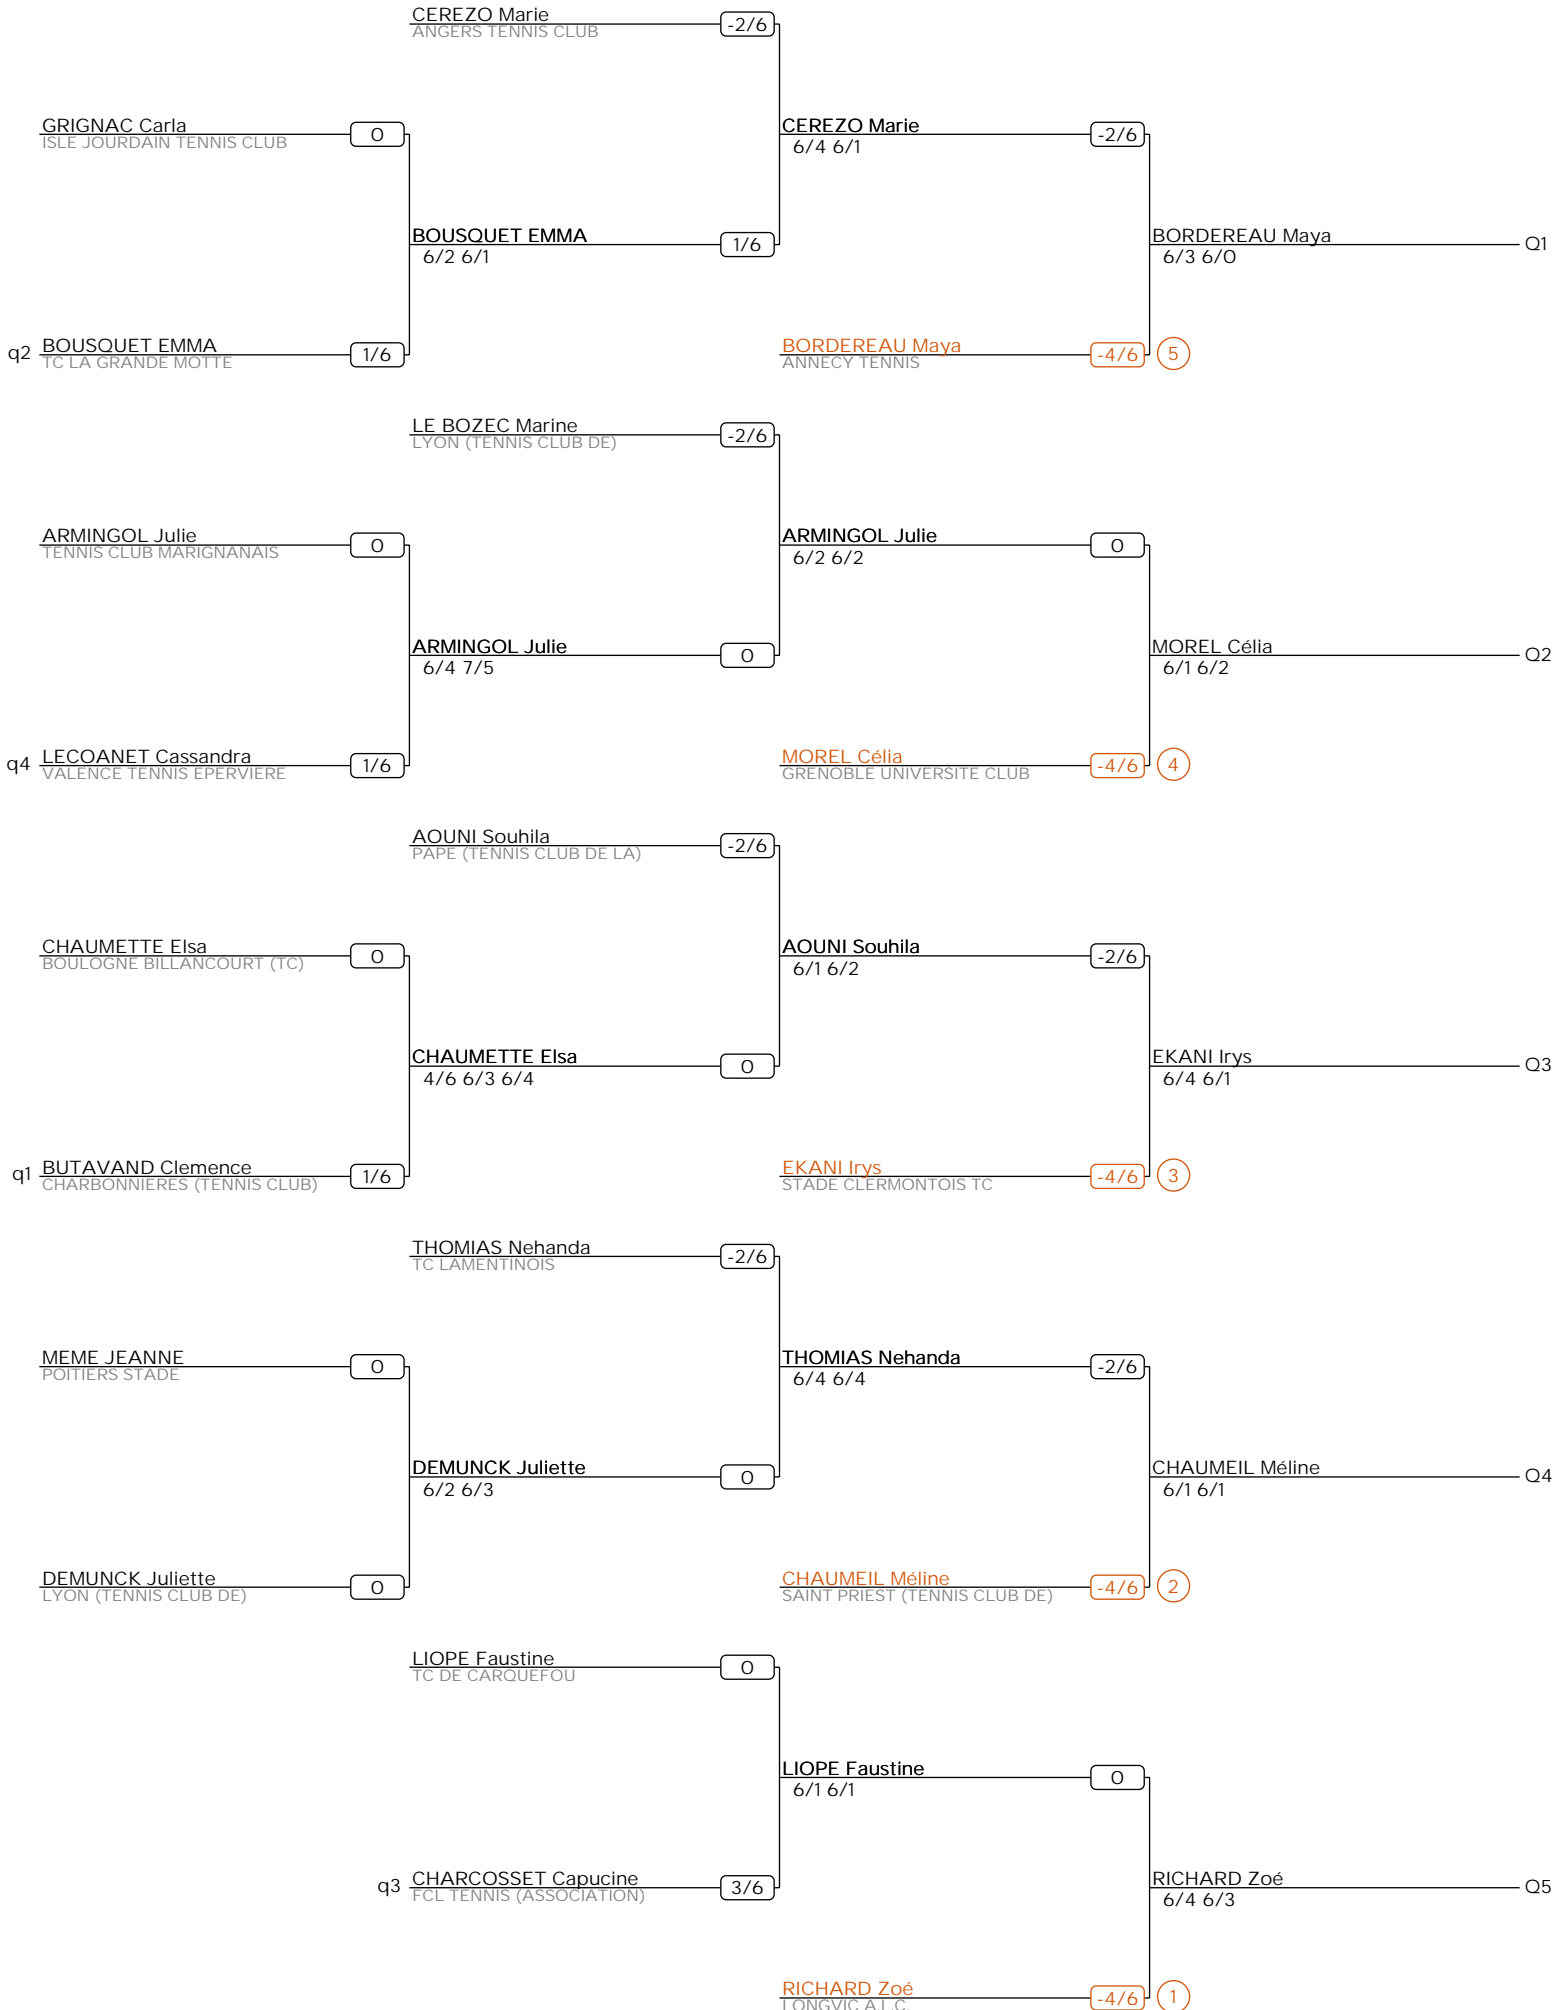 CEREZO Marie
ANGERS TENNIS CLUB
-2/6
GRIGNAC Carla
ISLE JOURDAIN TENNIS CLUB
0
CEREZO Marie
6/4 6/1
-2/6
BOUSQUET EMMA
6/2 6/1
1/6
BORDEREAU Maya
6/3 6/0
Q1
q2
BOUSQUET EMMA
TC LA GRANDE MOTTE
1/6
BORDEREAU Maya
ANNECY TENNIS
-4/6
5
LE BOZEC Marine
LYON (TENNIS CLUB DE)
-2/6
ARMINGOL Julie
TENNIS CLUB MARIGNANAIS
0
ARMINGOL Julie
6/2 6/2
0
ARMINGOL Julie
6/4 7/5
0
MOREL Célia
6/1 6/2
Q2
q4
LECOANET Cassandra
VALENCE TENNIS EPERVIERE
1/6
MOREL Célia
GRENOBLE UNIVERSITE CLUB
-4/6
4
AOUNI Souhila
PAPE (TENNIS CLUB DE LA)
-2/6
CHAUMETTE Elsa
BOULOGNE BILLANCOURT (TC)
0
AOUNI Souhila
6/1 6/2
-2/6
CHAUMETTE Elsa
4/6 6/3 6/4
0
EKANI Irys
6/4 6/1
Q3
q1
BUTAVAND Clemence
CHARBONNIERES (TENNIS CLUB)
1/6
EKANI Irys
STADE CLERMONTOIS TC
-4/6
3
THOMIAS Nehanda
TC LAMENTINOIS
-2/6
MEME JEANNE
POITIERS STADE
0
THOMIAS Nehanda
6/4 6/4
-2/6
DEMUNCK Juliette
6/2 6/3
0
CHAUMEIL Méline
6/1 6/1
Q4
DEMUNCK Juliette
LYON (TENNIS CLUB DE)
0
CHAUMEIL Méline
SAINT PRIEST (TENNIS CLUB DE)
-4/6
2
LIOPE Faustine
TC DE CARQUEFOU
0
LIOPE Faustine
6/1 6/1
0
q3
CHARCOSSET Capucine
FCL TENNIS (ASSOCIATION)
3/6
RICHARD Zoé
6/4 6/3
Q5
RICHARD Zoé
LONGVIC A.L.C.
-4/6
1